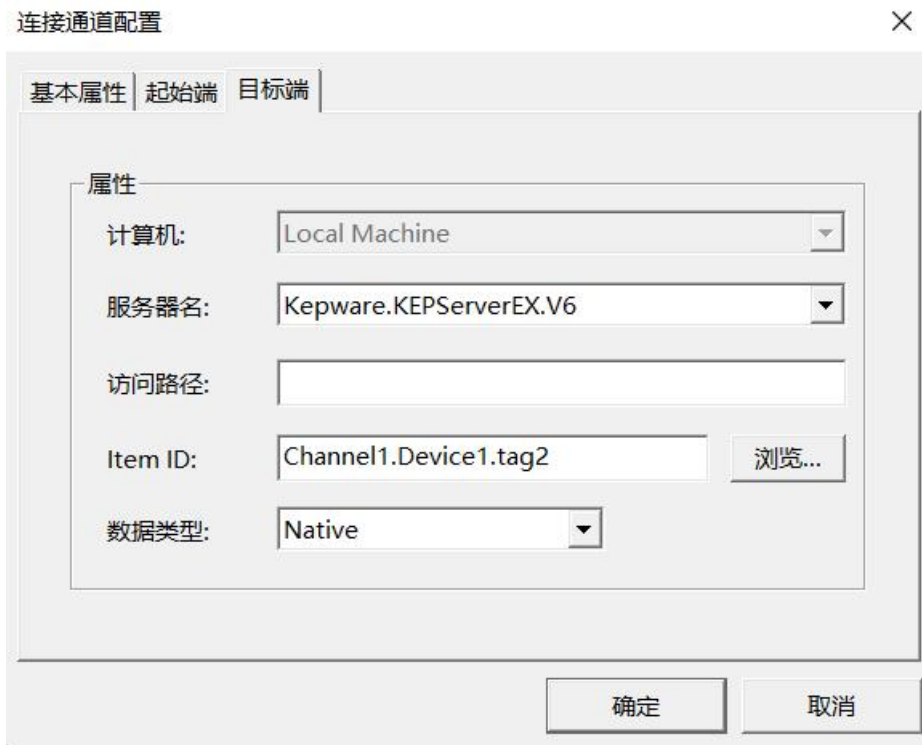 连接通道配置
基本属性 起始端 目标端
属性
计算机: Local Machine
服务器名: Kepware.KEPServerEX.V6
访问路径:
Item ID: Channel1.Device1.tag2 浏览...
数据类型: Native
确定 取消